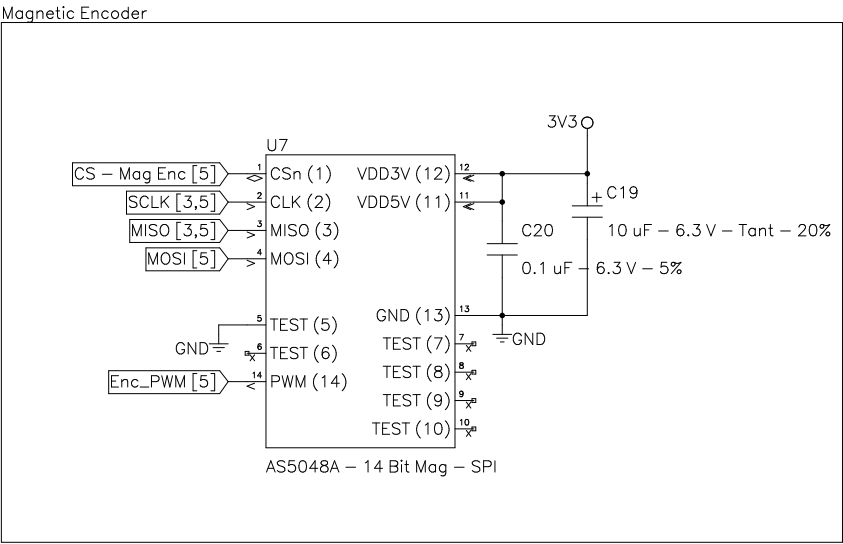 Magnetic Encoder
3V3
U7
CS – Mag Enc [5] 1 CSn (1) VDD3V (12) 12
SCLK [3,5] 2 CLK (2) VDD5V (11) 11
+ C19
MISO [3,5] 3 MISO (3)
C20 10 uF – 6.3 V – Tant – 20%
MOSI [5] 4 MOSI (4)
0.1 uF – 6.3 V – 5%
GND (13) 13
5 TEST (5)
GND
TEST (7) 7
GND
6 TEST (6)
TEST (8) 8
Enc_PWM [5] 14 PWM (14)
TEST (9) 9
TEST (10) 10
AS5048A – 14 Bit Mag – SPI